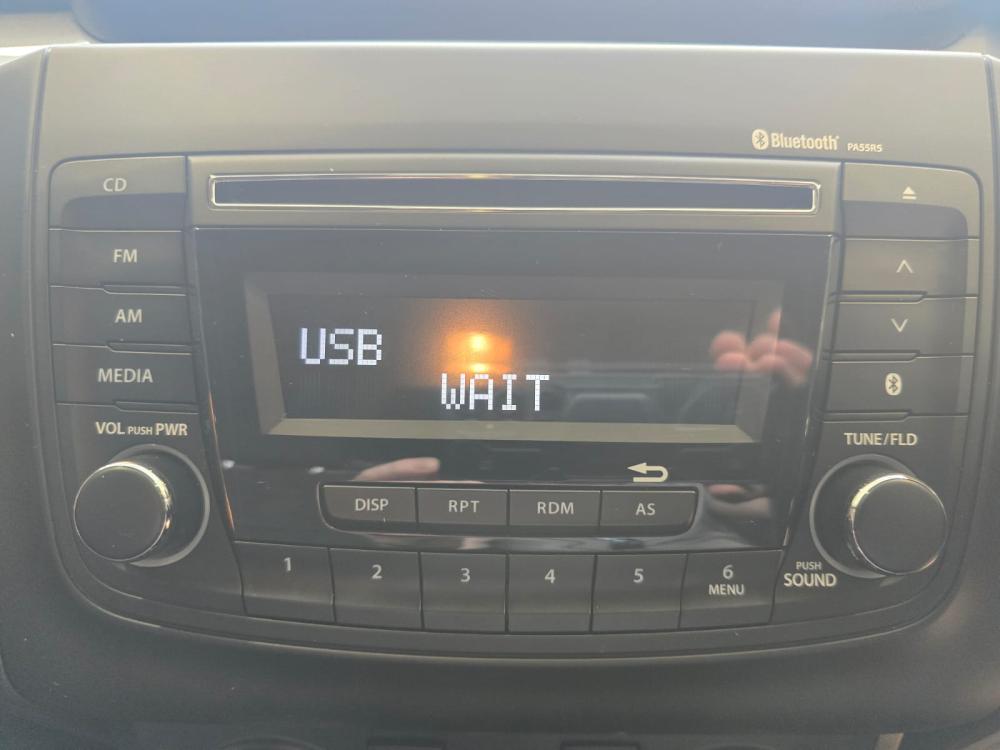 Bluetooth® PA55RS
CD
FM
AM
MEDIA
VOL PUSH PWR
USB
WAIT
TUNE/FLD
DISP RPT RDM AS
1 2 3 4 5 6
MENU
PUSH
SOUND